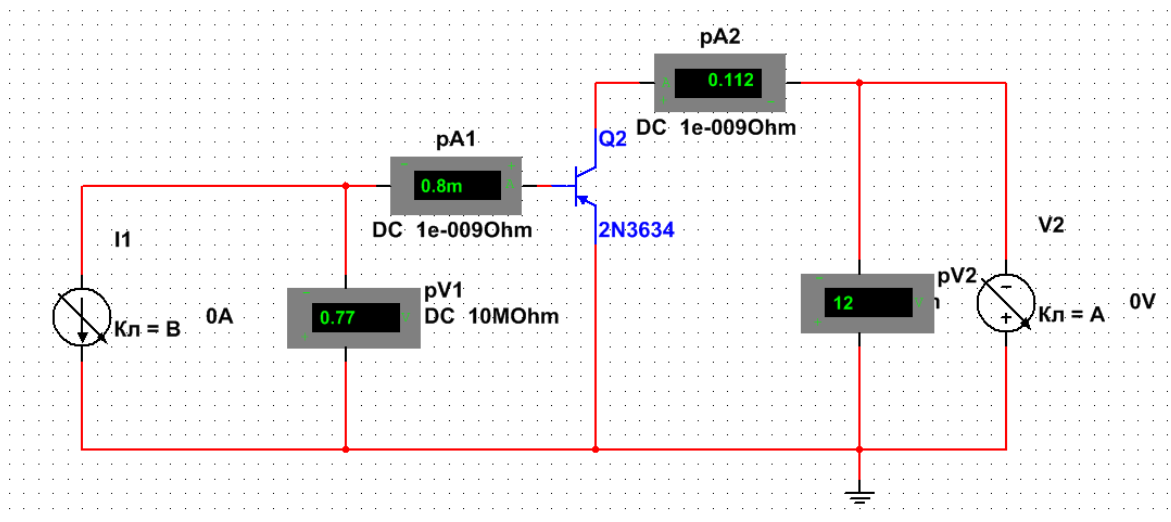 pA2
0.112
A
DC 1e-009Ohm
Q2
pA1
0.8m
A
DC 1e-009Ohm
2N3634
I1
V2
pV1
0.77
V
DC 10MOhm
0A
Кл = B
pV2
12
Кл = A
0V